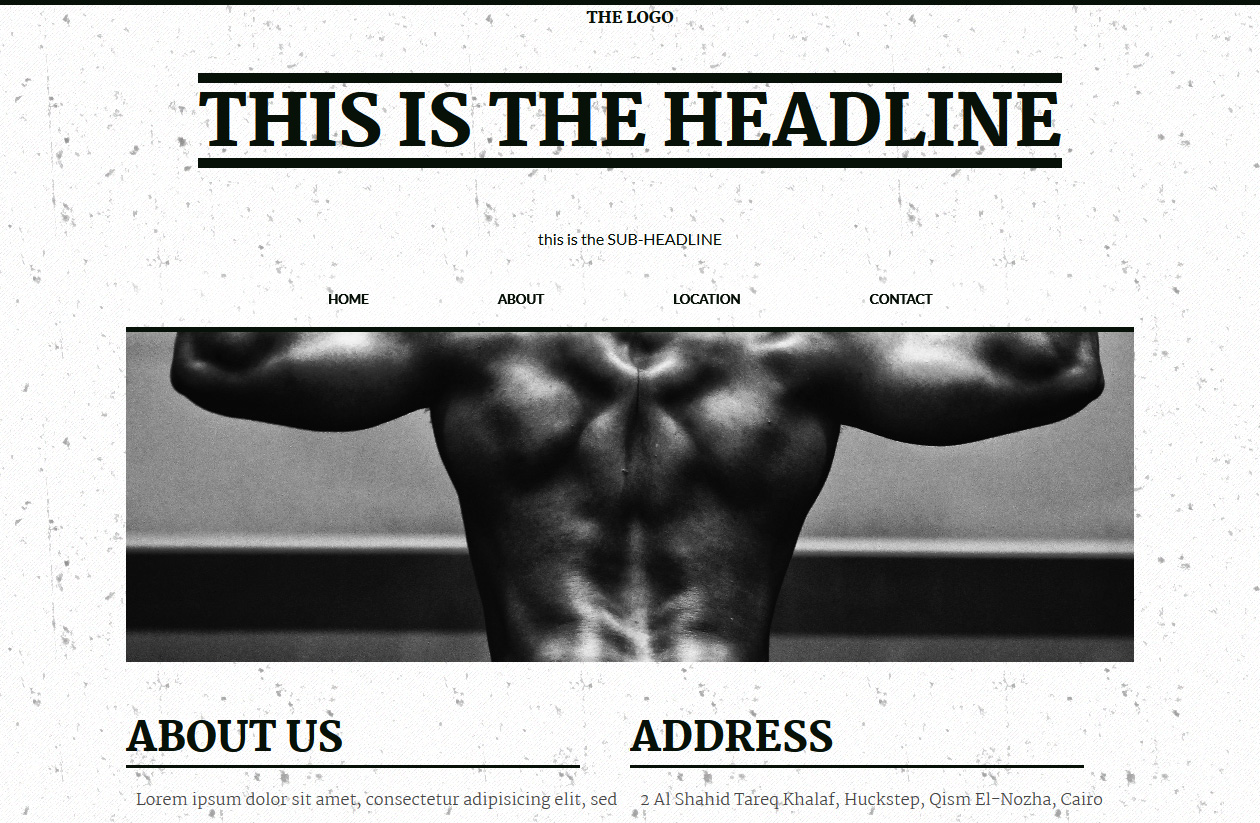 THE LOGO
THIS IS THE HEADLINE
this is the SUB-HEADLINE
HOME ABOUT LOCATION CONTACT
ABOUT US
Lorem ipsum dolor sit amet, consectetur adipisicing elit, sed
ADDRESS
2 Al Shahid Tareq Khalaf, Huckstep, Qism El-Nozha, Cairo